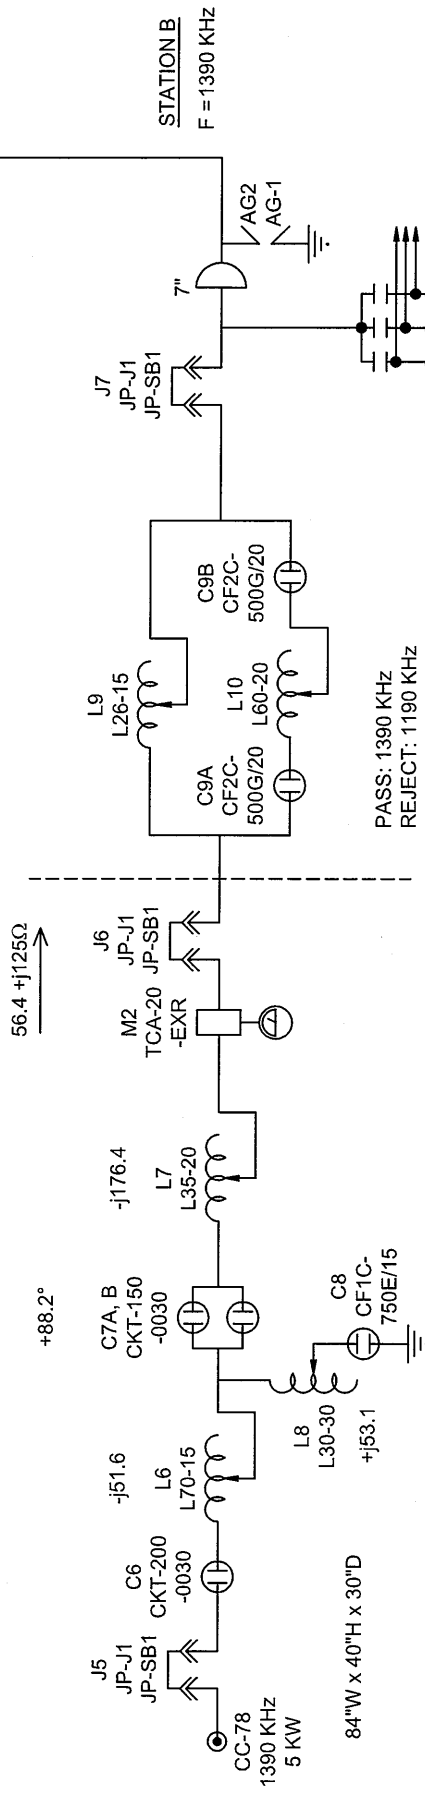 STATION B
F = 1390 KHz
AG2
AG-1
7"
J7
JP-J1
JP-SB1
C9B
CF2C-
500G/20
L9
L26-15
L10
L60-20
C9A
CF2C-
500G/20
PASS: 1390 KHz
REJECT: 1190 KHz
56.4 +j125Ω
J6
JP-J1
JP-SB1
M2
TCA-20
-EXR
-j176.4
L7
L35-20
+88.2°
C7A, B
CKT-150
-0030
C8
CF1C-
750E/15
L8
L30-30
+j53.1
-j51.6
L6
L70-15
C6
CKT-200
-0030
J5
JP-J1
JP-SB1
CC-78
1390 KHz
5 KW
84"W x 40"H x 30"D